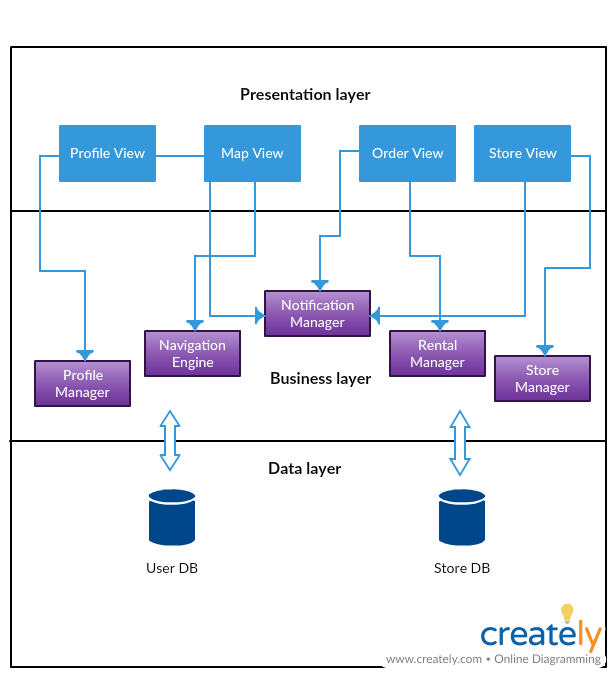 Presentation layer
Profile View
Map View
Order View
Store View
Notification
Manager
Navigation
Engine
Rental
Manager
Store
Manager
Profile
Manager
Business layer
Data layer
User DB
Store DB
creately
www.creately.com • Online Diagramming